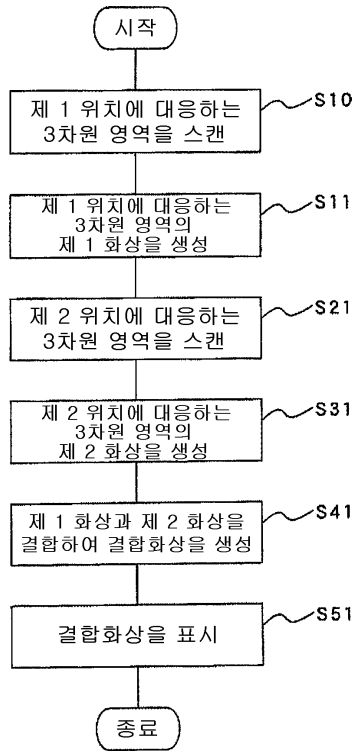 시작
제 1 위치에 대응하는
3차원 영역을 스캔
S10
제 1 위치에 대응하는
3차원 영역의
제 1 화상을 생성
S11
제 2 위치에 대응하는
3차원 영역을 스캔
S21
제 2 위치에 대응하는
3차원 영역의
제 2 화상을 생성
S31
제 1 화상과 제 2 화상을
결합하여 결합화상을 생성
S41
결합화상을 표시
S51
종료